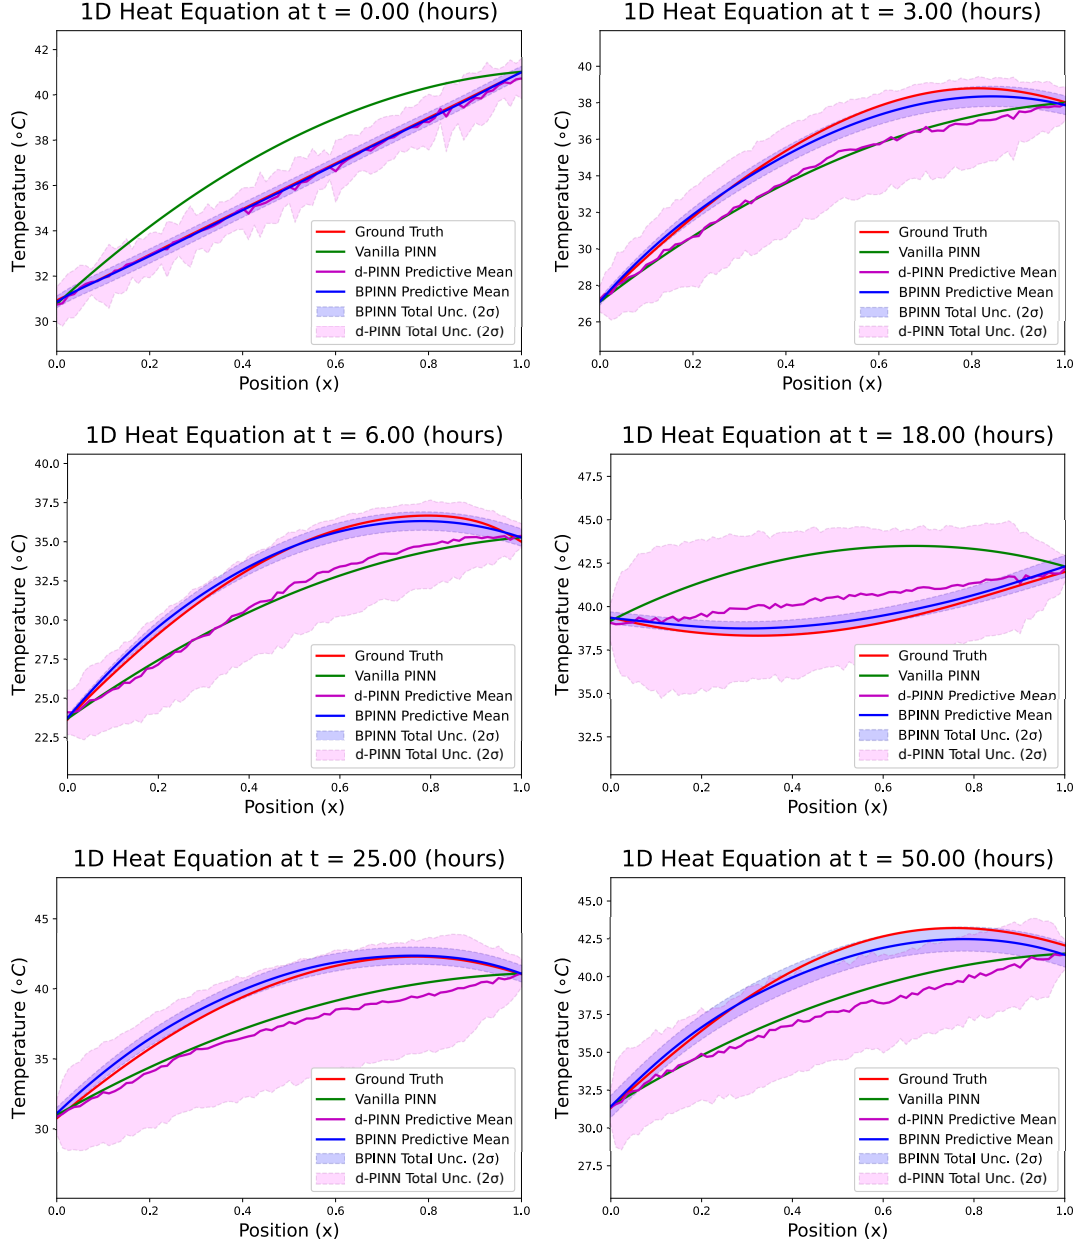 1D Heat Equation at t = 0.00 (hours)
Temperature (∘C)
42
40
38
36
34
32
30
Ground Truth
Vanilla PINN
d-PINN Predictive Mean
BPINN Predictive Mean
BPINN Total Unc. (2σ)
d-PINN Total Unc. (2σ)
0.0 0.2 0.4 0.6 0.8 1.0
Position (x)
1D Heat Equation at t = 3.00 (hours)
Temperature (∘C)
40
38
36
34
32
30
28
26
Ground Truth
Vanilla PINN
d-PINN Predictive Mean
BPINN Predictive Mean
BPINN Total Unc. (2σ)
d-PINN Total Unc. (2σ)
0.0 0.2 0.4 0.6 0.8 1.0
Position (x)
1D Heat Equation at t = 6.00 (hours)
Temperature (∘C)
40.0
37.5
35.0
32.5
30.0
27.5
25.0
22.5
Ground Truth
Vanilla PINN
d-PINN Predictive Mean
BPINN Predictive Mean
BPINN Total Unc. (2σ)
d-PINN Total Unc. (2σ)
0.0 0.2 0.4 0.6 0.8 1.0
Position (x)
1D Heat Equation at t = 18.00 (hours)
Temperature (∘C)
47.5
45.0
42.5
40.0
37.5
35.0
32.5
Ground Truth
Vanilla PINN
d-PINN Predictive Mean
BPINN Predictive Mean
BPINN Total Unc. (2σ)
d-PINN Total Unc. (2σ)
0.0 0.2 0.4 0.6 0.8 1.0
Position (x)
1D Heat Equation at t = 25.00 (hours)
Temperature (∘C)
45
40
35
30
Ground Truth
Vanilla PINN
d-PINN Predictive Mean
BPINN Predictive Mean
BPINN Total Unc. (2σ)
d-PINN Total Unc. (2σ)
0.0 0.2 0.4 0.6 0.8 1.0
Position (x)
1D Heat Equation at t = 50.00 (hours)
Temperature (∘C)
45.0
42.5
40.0
37.5
35.0
32.5
30.0
27.5
Ground Truth
Vanilla PINN
d-PINN Predictive Mean
BPINN Predictive Mean
BPINN Total Unc. (2σ)
d-PINN Total Unc. (2σ)
0.0 0.2 0.4 0.6 0.8 1.0
Position (x)